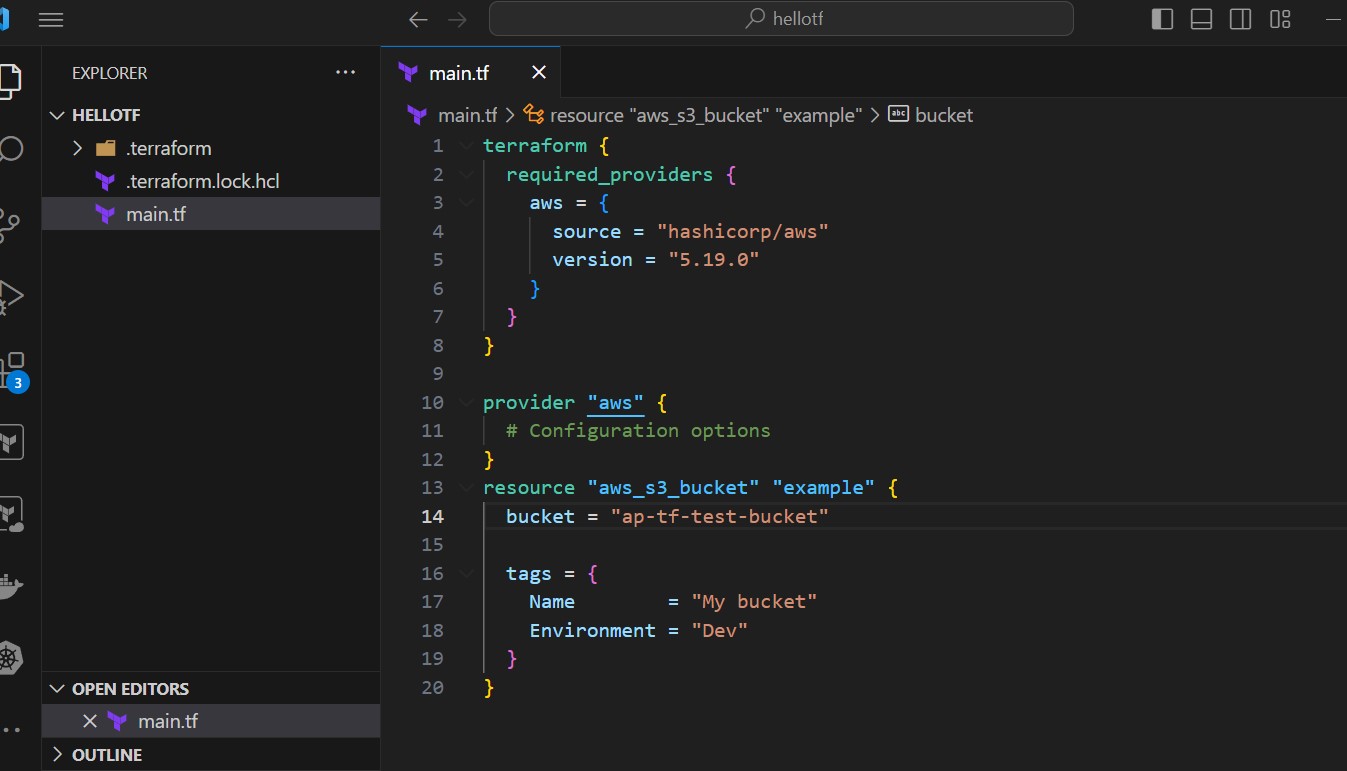 hellotf
EXPLORER
HELLOTF
.terraform
.terraform.lock.hcl
main.tf
3
OPEN EDITORS
main.tf
OUTLINE
main.tf
main.tf > resource "aws_s3_bucket" "example" > abc bucket
1 terraform {
2   required_providers {
3     aws = {
4       source = "hashicorp/aws"
5       version = "5.19.0"
6     }
7   }
8 }
9
10 provider "aws" {
11   # Configuration options
12 }
13 resource "aws_s3_bucket" "example" {
14   bucket = "ap-tf-test-bucket"
15
16   tags = {
17     Name        = "My bucket"
18     Environment = "Dev"
19   }
20 }